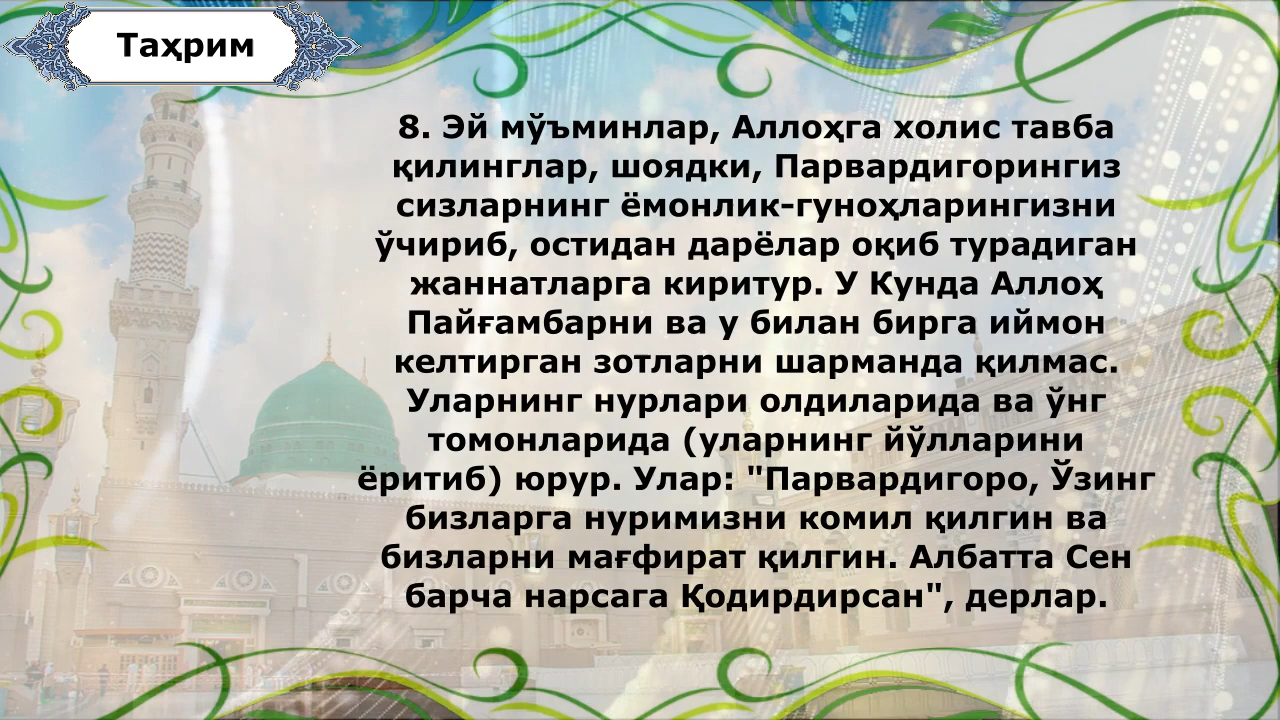 Таҳрим
8. Эй мўъминлар, Аллоҳга холис тавба
қилинглар, шоядки, Парвардигорингиз
сизларнинг ёмонлик-гуноҳларингизни
ўчириб, остидан дарёлар оқиб турадиган
жаннатларга киритур. У Кунда Аллоҳ
Пайғамбарни ва у билан бирга иймон
келтирган зотларни шарманда қилмас.
Уларнинг нурлари олдиларида ва ўнг
томонларида (уларнинг йўлларини
ёритиб) юрур. Улар: "Парвардигоро, Ўзинг
бизларга нуримизни комил қилгин ва
бизларни мағфират қилгин. Албатта Сен
барча нарсага Қодирдирсан", дерлар.